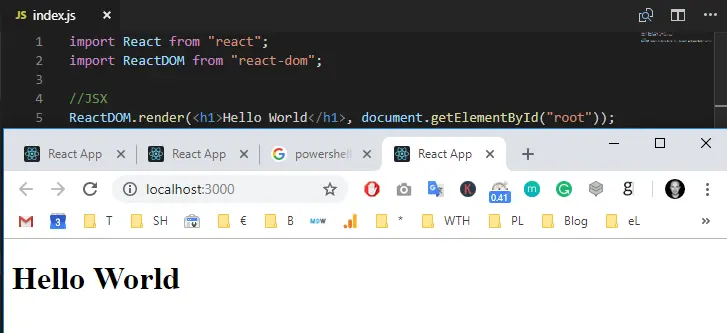 JS index.js ×
1 import React from "react";
2 import ReactDOM from "react-dom";
3
4 //JSX
5 ReactDOM.render(<h1>Hello World</h1>, document.getElementById("root"));
React App × React App × powershell × React App × +
localhost:3000
K 0.41 m G g
M 3 T SH € B MDW * WTH PL Blog eL »
Hello World